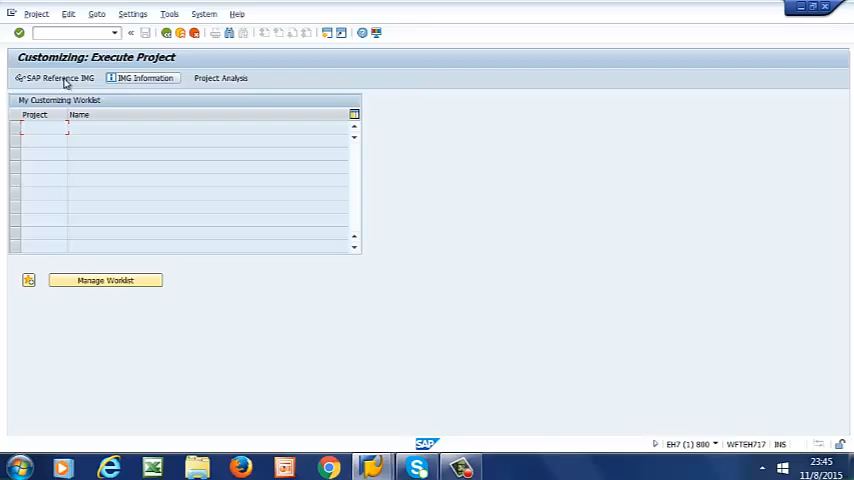 Project Edit Goto Settings Tools System Help
Customizing: Execute Project
SAP Reference IMG IMG Information Project Analysis
My Customizing Worklist
Project Name
Manage Worklist
SAP EH7 (1) 800 WFTEH717 INS
23:45
11/8/2015